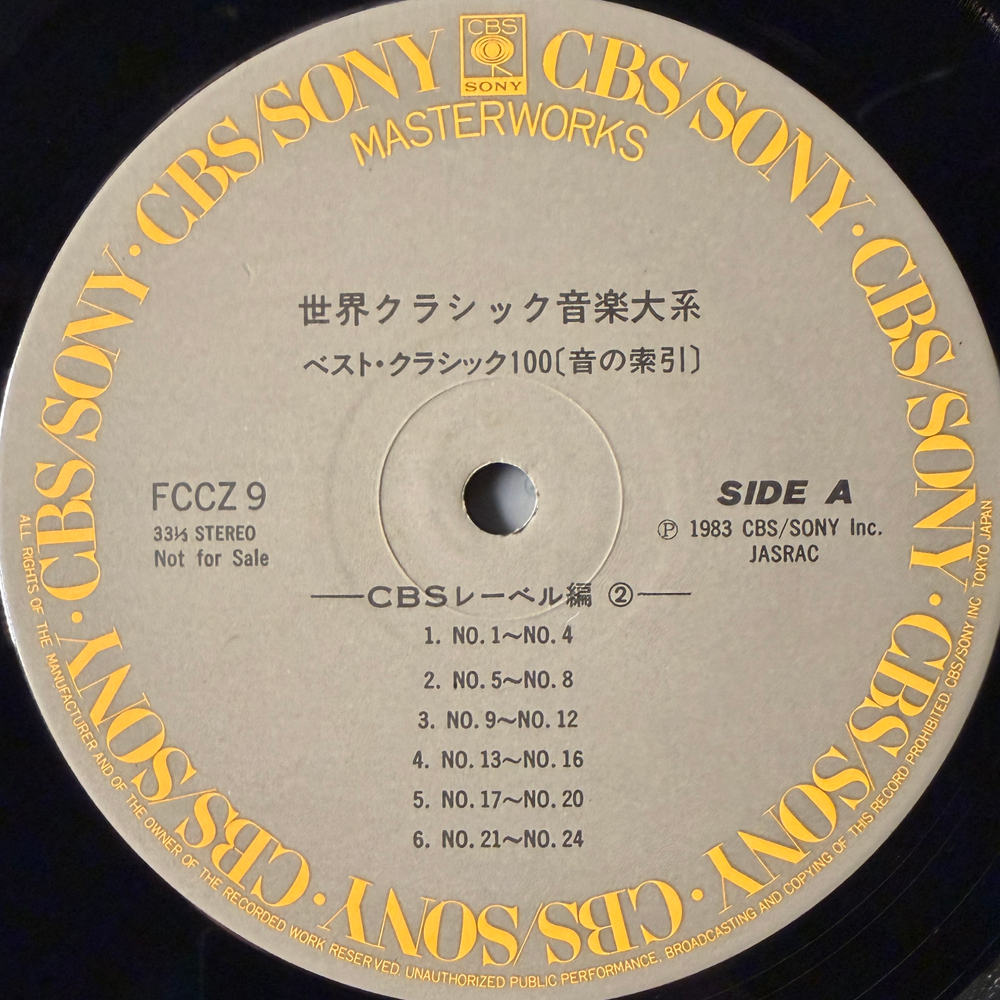 CBS
SONY
CBS/SONY · CBS/SONY · CBS/SONY · CBS/SONY · CBS/SONY · CBS/SONY · CBS/SONY · CBS/SONY
MASTERWORKS
世界クラシック音楽大系
ベスト・クラシック100〔音の索引〕
FCCZ 9
33⅓ STEREO
Not for Sale
SIDE A
Ⓟ 1983 CBS/SONY Inc.
JASRAC
CBSレーベル編 ②
1. NO. 1〜NO. 4
2. NO. 5〜NO. 8
3. NO. 9〜NO. 12
4. NO. 13〜NO. 16
5. NO. 17〜NO. 20
6. NO. 21〜NO. 24
ALL RIGHTS OF THE MANUFACTURER AND OF THE OWNER OF THE RECORDED WORK RESERVED. UNAUTHORIZED PUBLIC PERFORMANCE, BROADCASTING AND COPYING OF THIS RECORD PROHIBITED. CBS/SONY INC TOKYO JAPAN